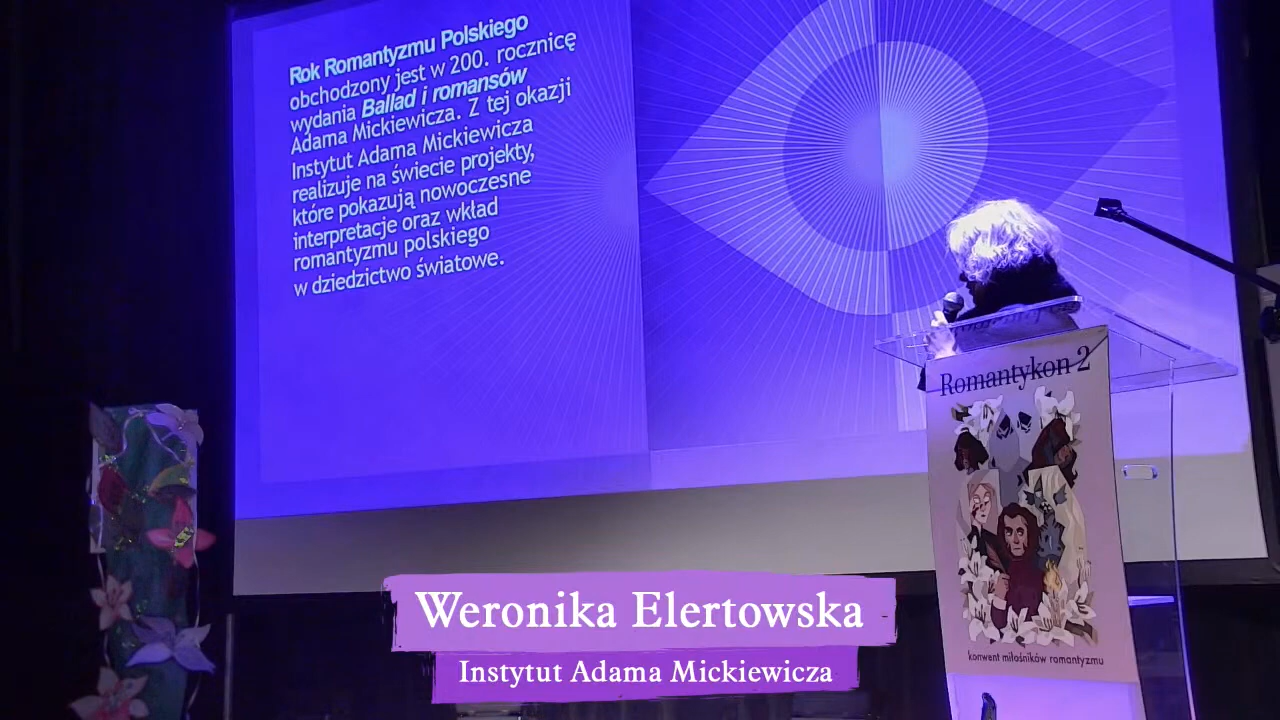 Rok Romantyzmu Polskiego
obchodzony jest w 200. rocznicę
wydania Ballad i romansów
Adama Mickiewicza. Z tej okazji
Instytut Adama Mickiewicza
realizuje na świecie projekty,
które pokazują nowoczesne
interpretacje oraz wkład
romantyzmu polskiego
w dziedzictwo światowe.
Romantykon 2
konwent miłośników romantyzmu
Weronika Elertowska
Instytut Adama Mickiewicza